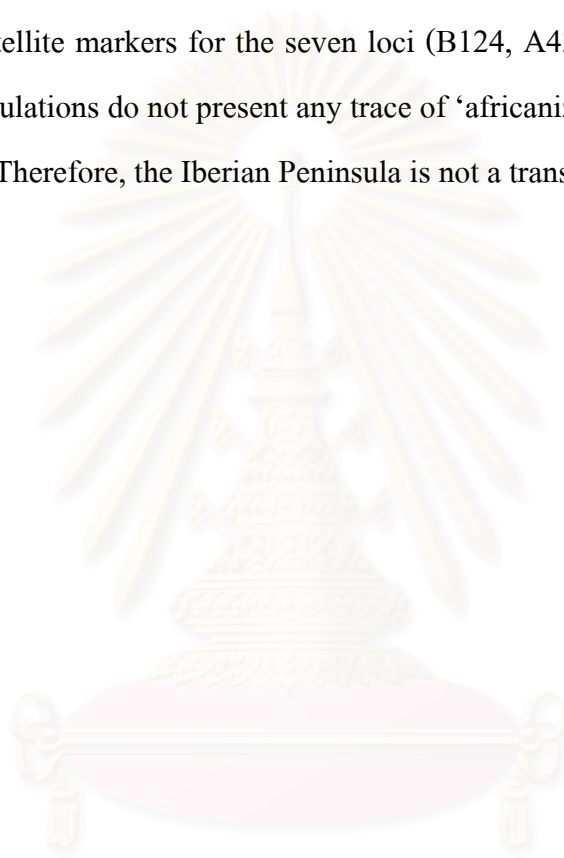 tellite markers for the seven loci (B124, A4
ulations do not present any trace of ‘africani
Therefore, the Iberian Peninsula is not a trans